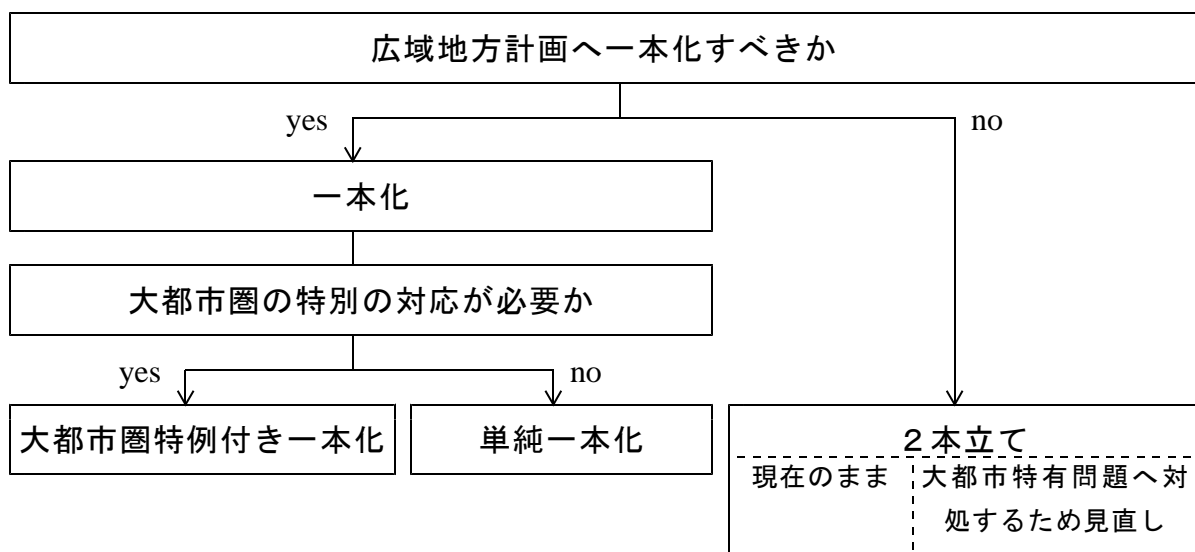 広域地方計画へ一本化すべきか
yes
no
一本化
大都市圏の特別の対応が必要か
yes
no
大都市圏特例付き一本化
単純一本化
２本立て
現在のまま
大都市特有問題へ対
処するため見直し